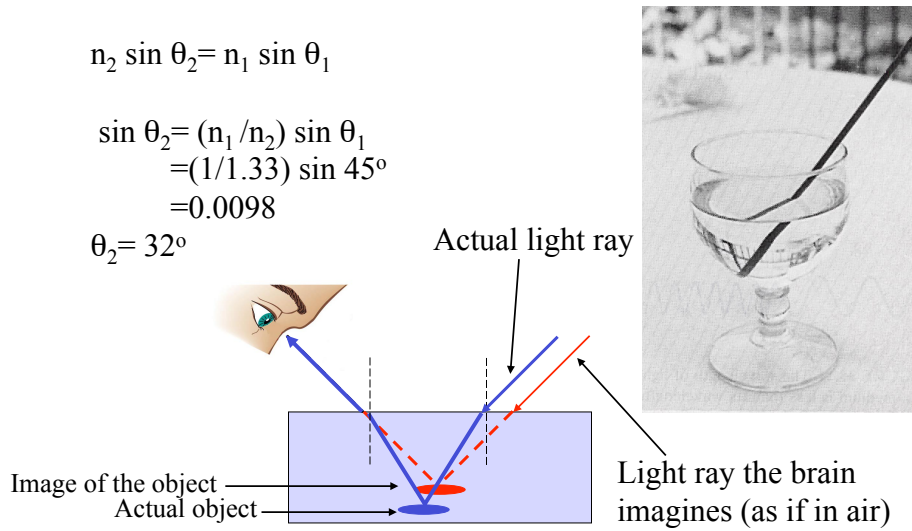 n₂ sin θ₂= n₁ sin θ₁
sin θ₂= (n₁ /n₂) sin θ₁
=(1/1.33) sin 45º
=0.0098
θ₂= 32º
Actual light ray
Image of the object
Actual object
Light ray the brain
imagines (as if in air)